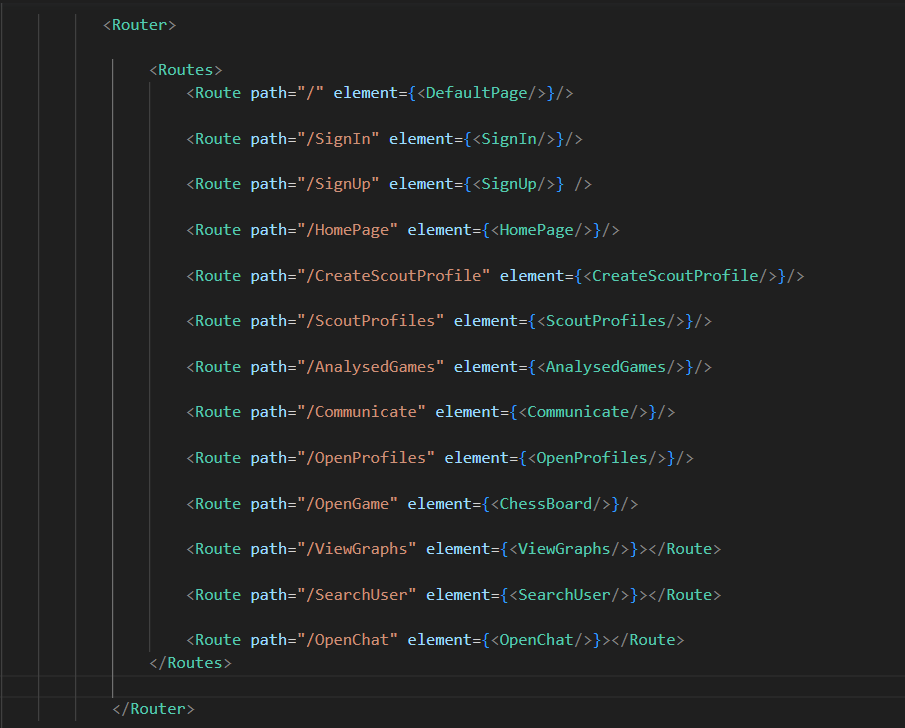 <Router>
<Routes>
<Route path="/" element={<DefaultPage/>}/>
<Route path="/SignIn" element={<SignIn/>}/>
<Route path="/SignUp" element={<SignUp/>} />
<Route path="/HomePage" element={<HomePage/>}/>
<Route path="/CreateScoutProfile" element={<CreateScoutProfile/>}/>
<Route path="/ScoutProfiles" element={<ScoutProfiles/>}/>
<Route path="/AnalysedGames" element={<AnalysedGames/>}/>
<Route path="/Communicate" element={<Communicate/>}/>
<Route path="/OpenProfiles" element={<OpenProfiles/>}/>
<Route path="/OpenGame" element={<ChessBoard/>}/>
<Route path="/ViewGraphs" element={<ViewGraphs/>}></Route>
<Route path="/SearchUser" element={<SearchUser/>}></Route>
<Route path="/OpenChat" element={<OpenChat/>}></Route>
</Routes>
</Router>